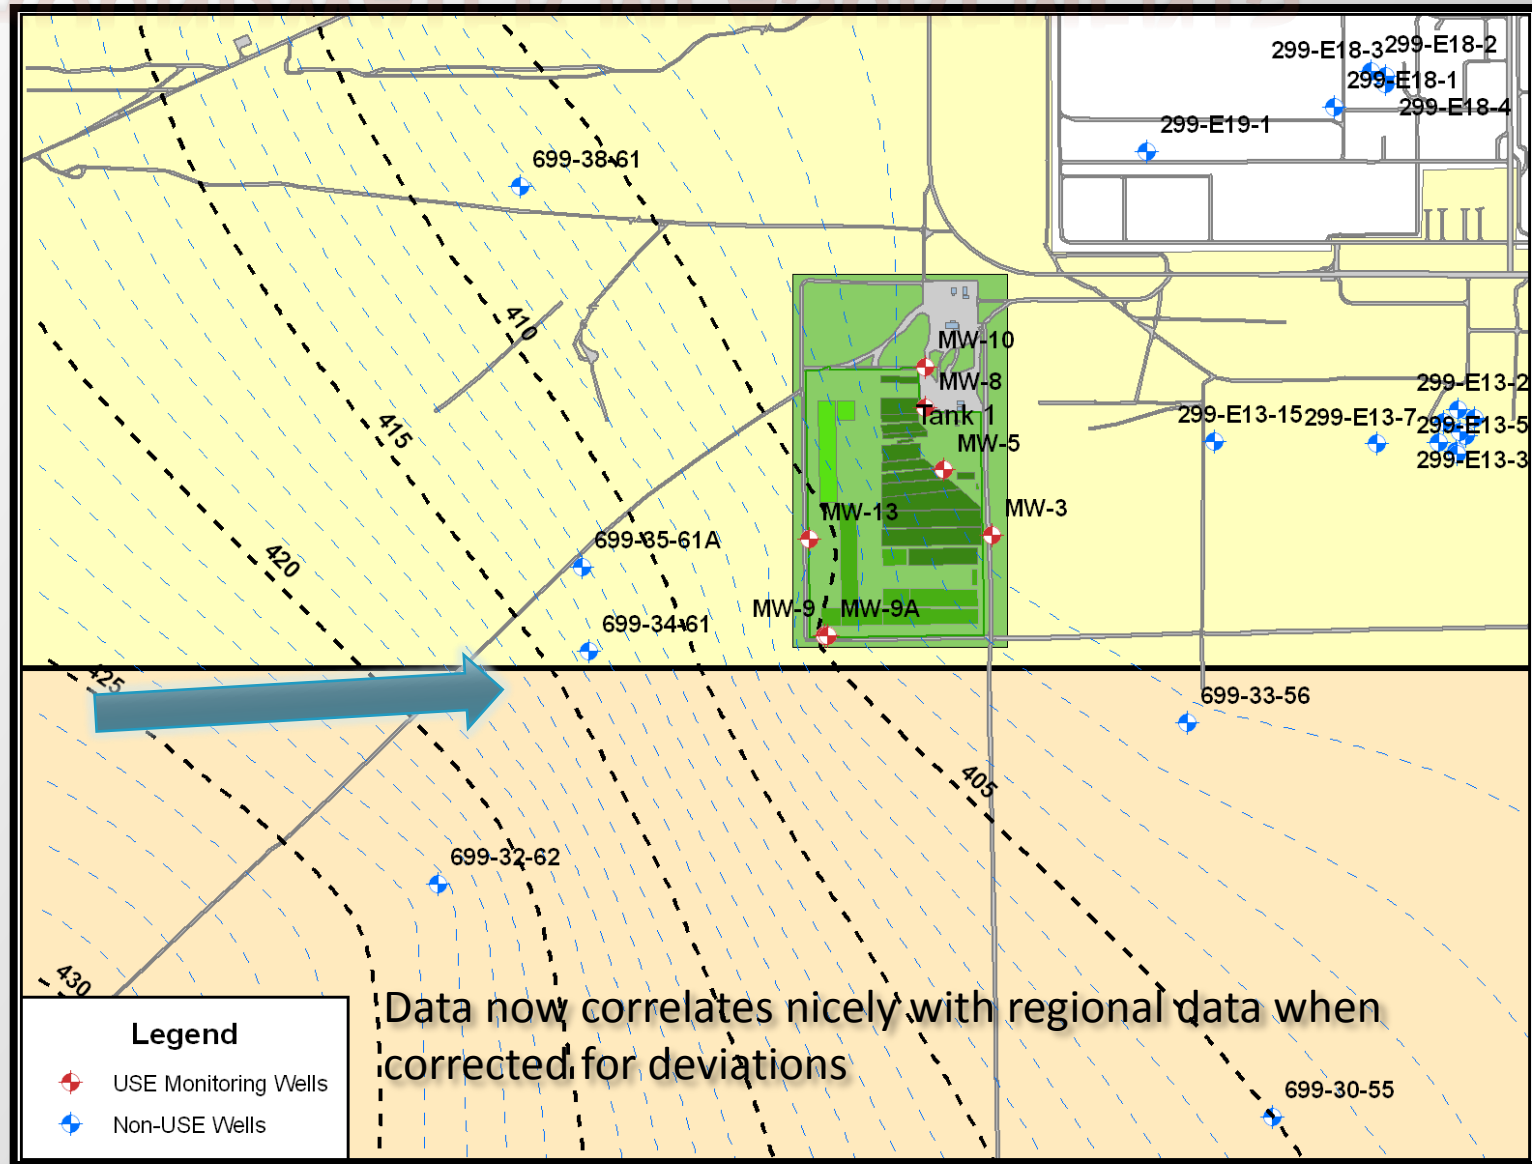 299-E18-3
299-E18-2
299-E18-1
299-E18-4
299-E19-1
699-38-61
410
MW-10
MW-8
Tank 1
MW-5
415
299-E13-2
299-E13-15
299-E13-7
299-E13-5
299-E13-3
MW-13
MW-3
699-35-61A
420
MW-9
MW-9A
699-34-61
425
699-33-56
405
699-32-62
430
Data now correlates nicely with regional data when
corrected for deviations
Legend
USE Monitoring Wells
Non-USE Wells
699-30-55